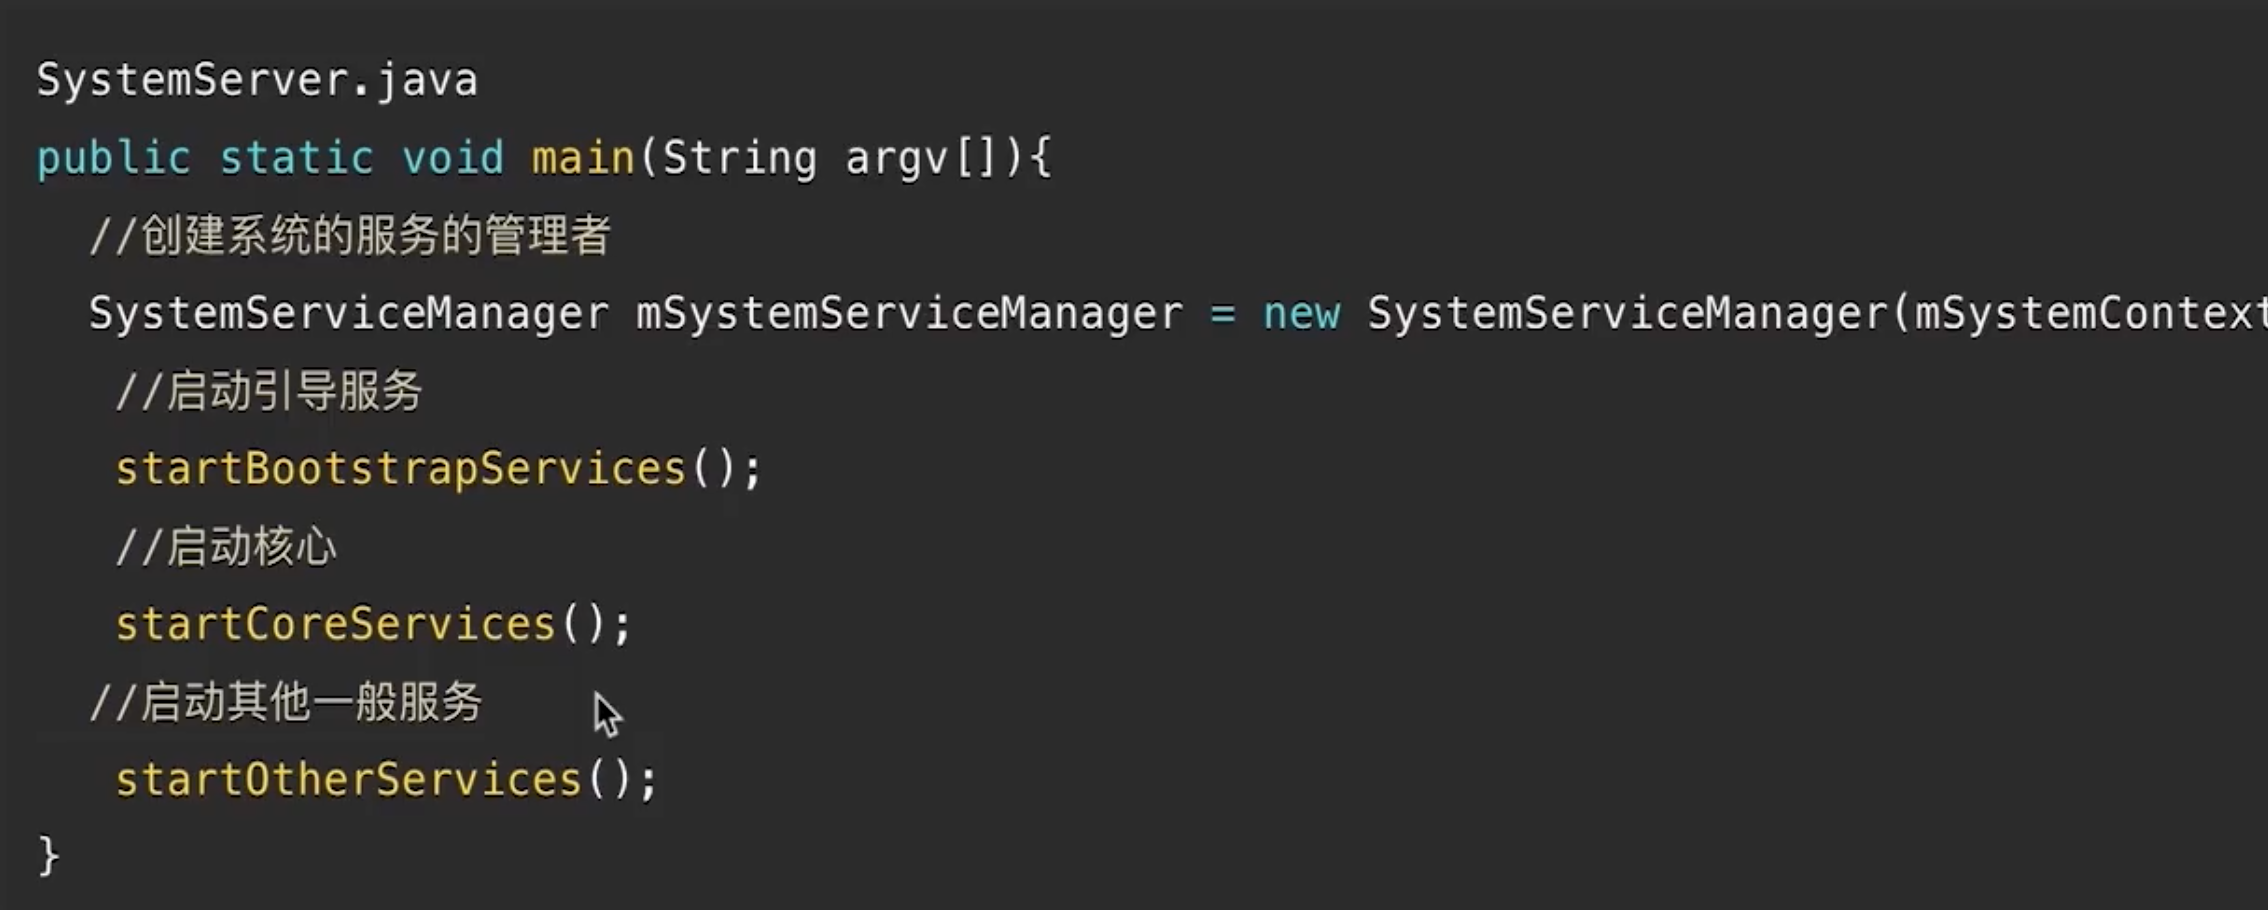 SystemServer.java
public static void main(String argv[]){
//创建系统的服务的管理者
SystemServiceManager mSystemServiceManager = new SystemServiceManager(mSystemContext
//启动引导服务
startBootstrapServices();
//启动核心
startCoreServices();
//启动其他一般服务
startOtherServices();
}